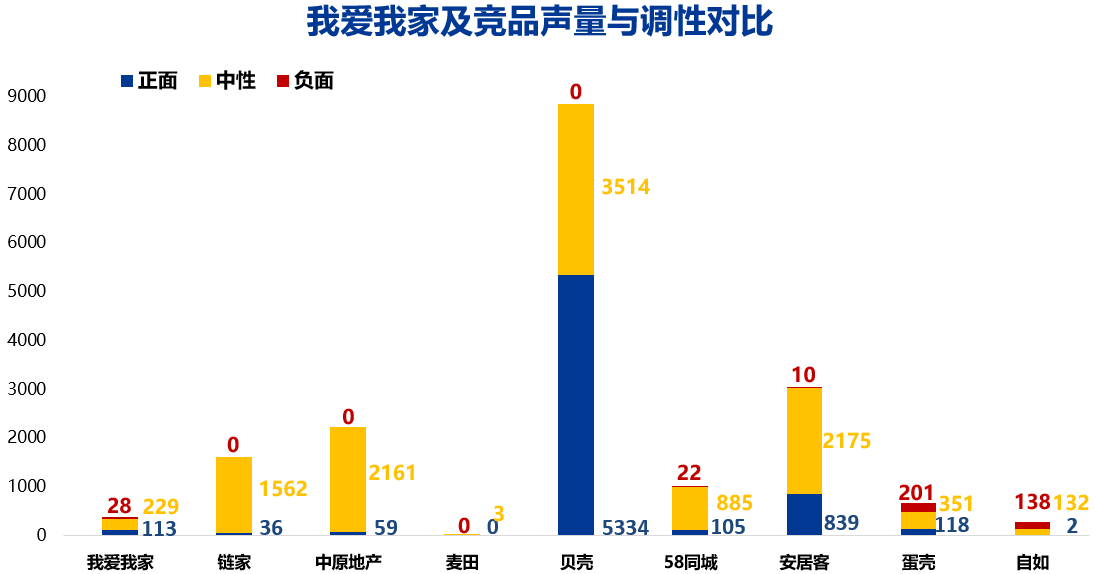 我爱我家及竞品声量与调性对比
正面 中性 负面
9000
8000
7000
6000
5000
4000
3000
2000
1000
0
28 229 113
0 1562 36
0 2161 59
0 3 0
0 3514 5334
22 885 105
10 2175 839
201 351 118
138 132 2
我爱我家 链家 中原地产 麦田 贝壳 58同城 安居客 蛋壳 自如